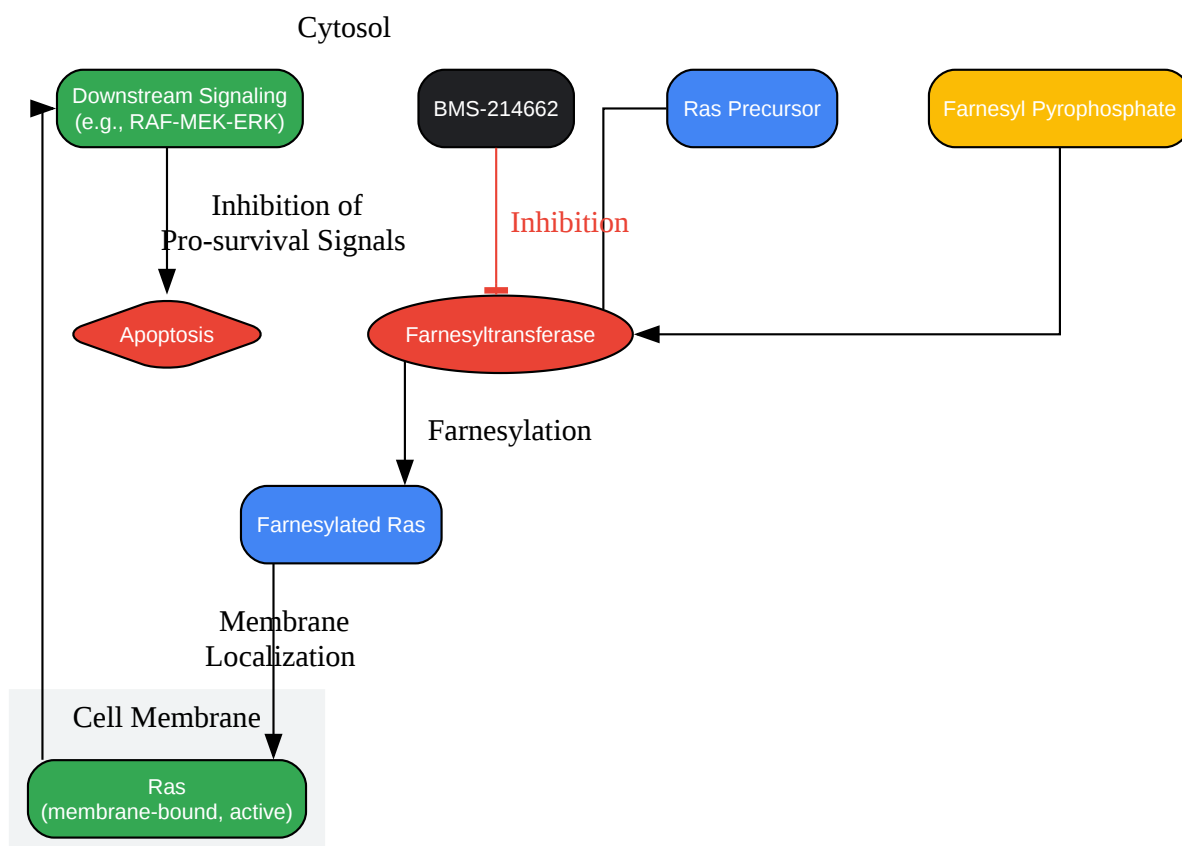 Cytosol
Downstream Signaling
(e.g., RAF-MEK-ERK)
BMS-214662
Ras Precursor
Farnesyl Pyrophosphate
Inhibition of
Pro-survival Signals
Inhibition
Apoptosis
Farnesyltransferase
Farnesylation
Farnesylated Ras
Membrane
Localization
Cell Membrane
Ras
(membrane-bound, active)